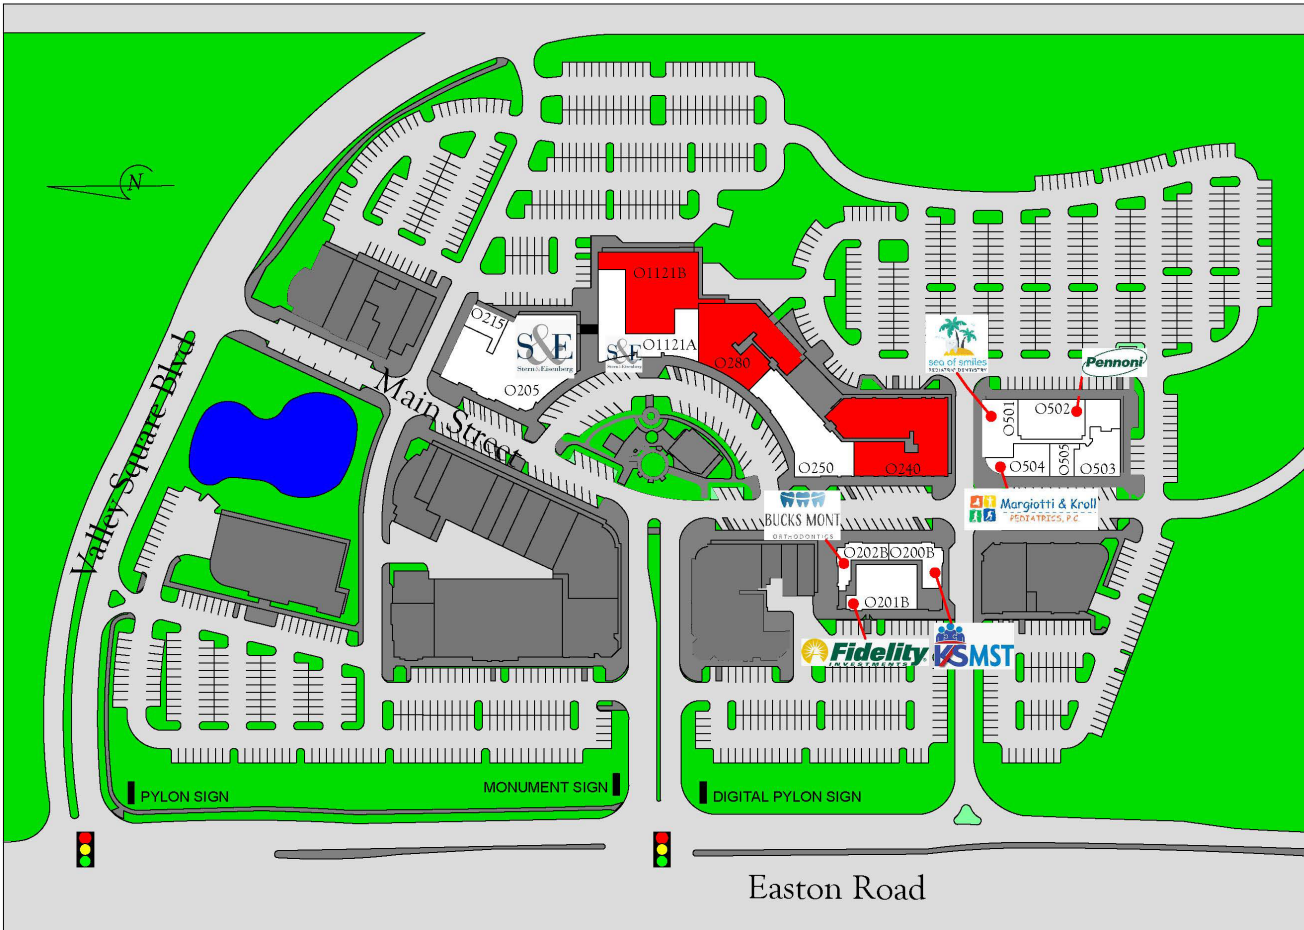 N
O1121B
O215
S&E
Stern & Eisenberg
S&E
Stern & Eisenberg
O1121A
O280
O205
sea of smiles
PEDIATRIC DENTISTRY
Pennoni
O501
O502
Valley Square Blvd
Main Street
O250
O240
O504
O505
O503
BUCKS MONT
ORTHODONTICS
Margiotti & Kroll
PEDIATRICS, P.C.
O202B
O200B
O201B
Fidelity
INVESTMENTS
KSMST
PYLON SIGN
MONUMENT SIGN
DIGITAL PYLON SIGN
Easton Road